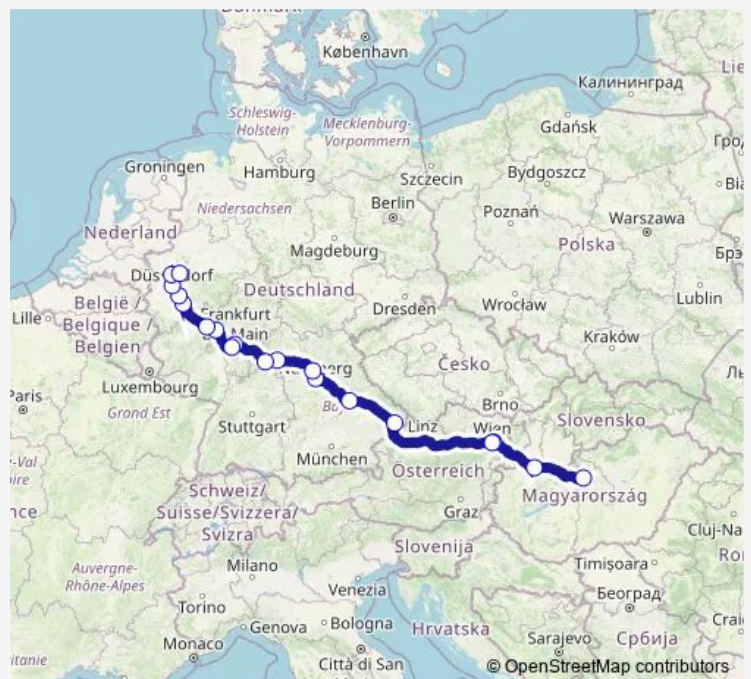 København
Калининград
Schleswig-
Holstein
Mecklenburg-
Vorpommern
Gdańsk
Groningen
Hamburg
Szczecin
Bydgoszcz
Niedersachsen
Berlin
Poznań
Warszawa
Nederland
Magdeburg
Polska
Deutschland
België /
Belgique /
Belgien
Lille
Frankfurt
Main
Dresden
Wrocław
Lublin
Kraków
Luxembourg
Česko
Paris
Grand Est
Brno
Slovensko
Stuttgart
Linz
Wien
München
Österreich
Magyarország
Schweiz/
Suisse/Svizzera/
Svizra
Graz
Cluj-Na
Auvergne-
Rhône-Alpes
Slovenija
Milano
Timișoara
Torino
Venezia
Београд
Genova
Bologna
Hrvatska
Monaco
Città di San
Sarajevo
Србија
© OpenStreetMap contributors